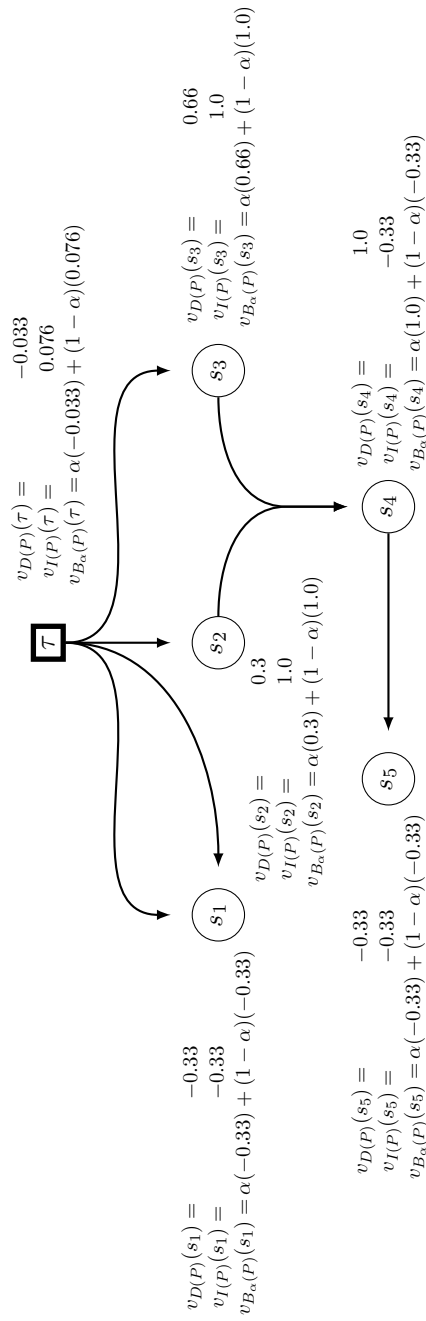 v_{D(P)}(τ) = −0.033
v_{I(P)}(τ) = 0.076
v_{B_α(P)}(τ) = α(−0.033) + (1 − α)(0.076)
τ
v_{D(P)}(s_1) = −0.33
v_{I(P)}(s_1) = −0.33
v_{B_α(P)}(s_1) = α(−0.33) + (1 − α)(−0.33)
s_1
s_2
v_{D(P)}(s_2) = 0.3
v_{I(P)}(s_2) = 1.0
v_{B_α(P)}(s_2) = α(0.3) + (1 − α)(1.0)
s_3
v_{D(P)}(s_3) = 0.66
v_{I(P)}(s_3) = 1.0
v_{B_α(P)}(s_3) = α(0.66) + (1 − α)(1.0)
v_{D(P)}(s_5) = −0.33
v_{I(P)}(s_5) = −0.33
v_{B_α(P)}(s_5) = α(−0.33) + (1 − α)(−0.33)
s_5
s_4
v_{D(P)}(s_4) = 1.0
v_{I(P)}(s_4) = −0.33
v_{B_α(P)}(s_4) = α(1.0) + (1 − α)(−0.33)